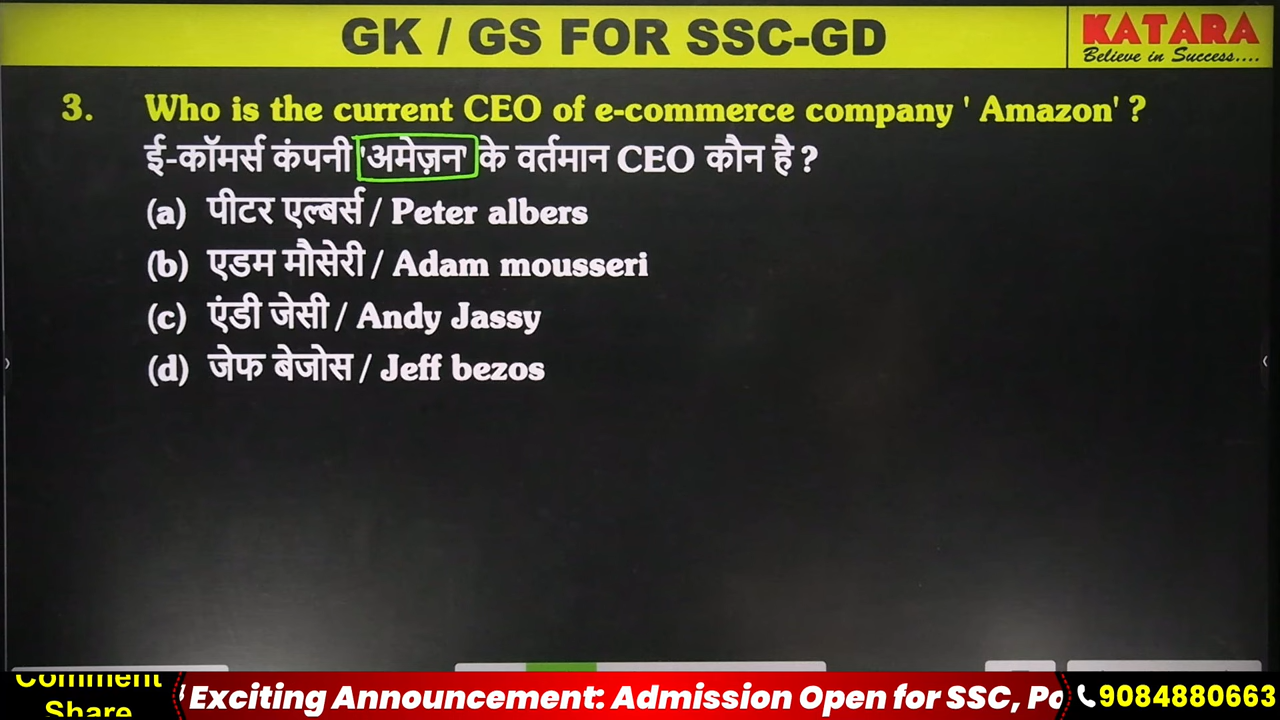 GK / GS FOR SSC-GD
KATARA
Believe in Success....
3. Who is the current CEO of e-commerce company ' Amazon' ?
ई-कॉमर्स कंपनी 'अमेज़न' के वर्तमान CEO कौन है ?
(a) पीटर एल्बर्स / Peter albers
(b) एडम मौसेरी / Adam mousseri
(c) एंडी जेसी / Andy Jassy
(d) जेफ बेजोस / Jeff bezos
Comment
Share
Exciting Announcement: Admission Open for SSC, Po
9084880663